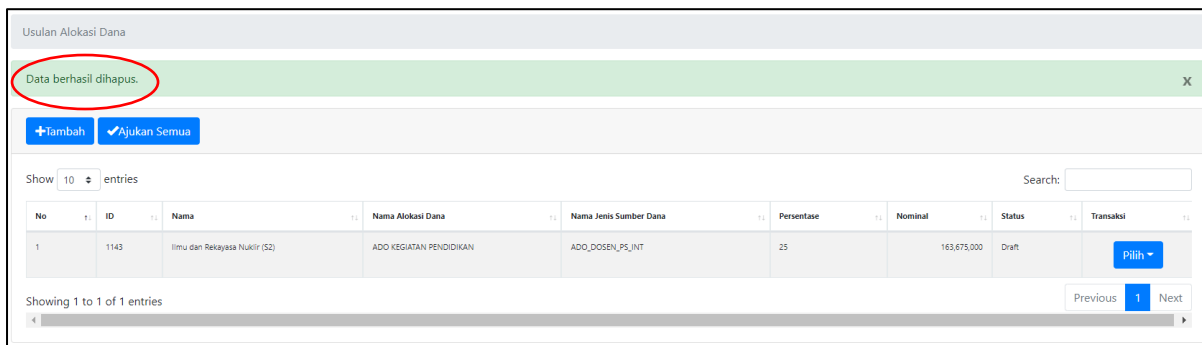 Usulan Alokasi Dana
Data berhasil dihapus.
x
+Tambah ✔Ajukan Semua
Show 10 entries Search:
No ID Nama Nama Alokasi Dana Nama Jenis Sumber Dana Persentase Nominal Status Transaksi
1 1143 Ilmu dan Rekayasa Nuklir (S2) ADO KEGIATAN PENDIDIKAN ADO_DOSEN_PS_INT 25 163,675,000 Draft Pilih
Showing 1 to 1 of 1 entries Previous 1 Next